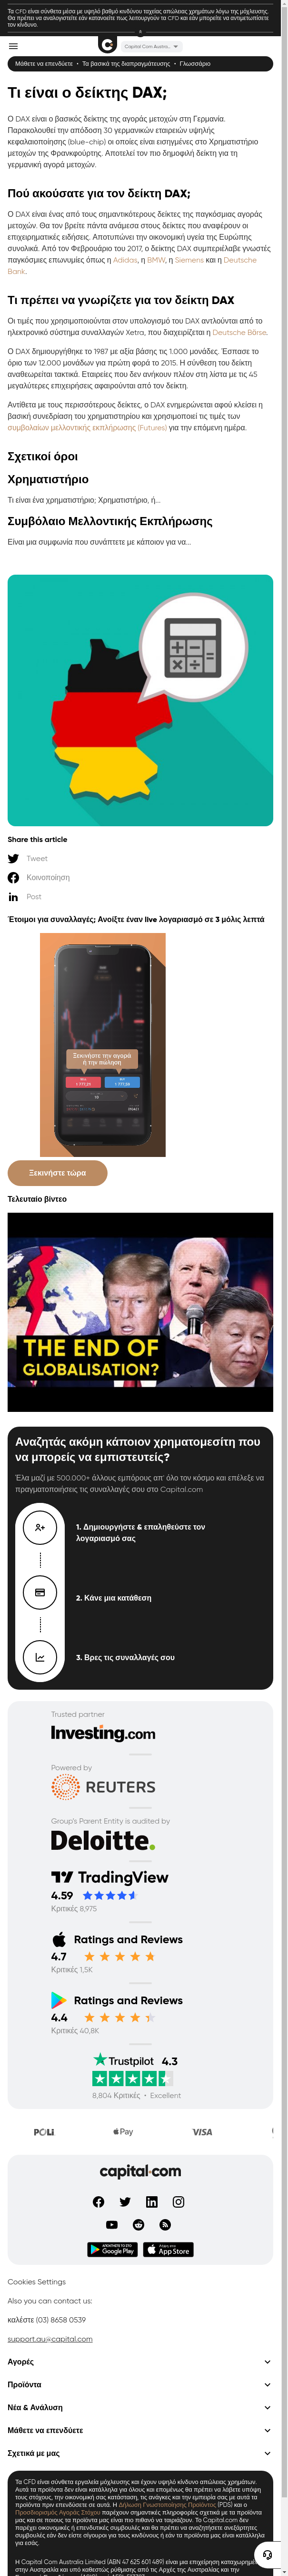 Τα CFD είναι σύνθετα μέσα με υψηλό βαθμό κινδύνου ταχείας απώλειας χρημάτων λόγω της μόχλευσης.
Θα πρέπει να αναλογιστείτε εάν κατανοείτε πως λειτουργούν τα CFD και εάν μπορείτε να αντιμετωπίσετε
τον κίνδυνο.
Μάθετε να επενδύετε • Τα βασικά της διαπραγμάτευσης • Γλωσσάριο
Τι είναι ο δείκτης DAX;
Ο DAX είναι ο βασικός δείκτης της αγοράς μετοχών στη Γερμανία.
Παρακολουθεί την απόδοση 30 γερμανικών εταιρειών υψηλής
κεφαλαιοποίησης (blue-chip) οι οποίες είναι εισηγμένες στο Χρηματιστήριο
μετοχών της Φρανκφούρτης. Αποτελεί τον πιο δημοφιλή δείκτη για τη
γερμανική αγορά μετοχών.
Πού ακούσατε για τον δείκτη DAX;
Ο DAX είναι ένας από τους σημαντικότερους δείκτες της παγκόσμιας αγοράς
μετοχών. Θα τον βρείτε πάντα ανάμεσα στους δείκτες που αναφέρουν οι
επιχειρηματικές ειδήσεις. Αποτυπώνει την οικονομική υγεία της Ευρώπης
συνολικά. Από τον Φεβρουάριο του 2017, ο δείκτης DAX συμπεριέλαβε γνωστές
παγκόσμιες επωνυμίες όπως η Adidas, η BMW, η Siemens και η Deutsche
Bank.
Τι πρέπει να γνωρίζετε για τον δείκτη DAX
Οι τιμές που χρησιμοποιούνται στον υπολογισμό του DAX αντλούνται από το
ηλεκτρονικό σύστημα συναλλαγών Xetra, που διαχειρίζεται η Deutsche Börse.
Ο DAX δημιουργήθηκε το 1987 με αξία βάσης τις 1.000 μονάδες. Έσπασε το
όριο των 12.000 μονάδων για πρώτη φορά το 2015. Η σύνθεση του δείκτη
αναθεωρείται τακτικά. Εταιρείες που δεν ανήκουν πλέον στη λίστα με τις 45
μεγαλύτερες επιχειρήσεις αφαιρούνται από τον δείκτη.
Αντίθετα με τους περισσότερους δείκτες, ο DAX ενημερώνεται αφού κλείσει η
βασική συνεδρίαση του χρηματιστηρίου και χρησιμοποιεί τις τιμές των
συμβολαίων μελλοντικής εκπλήρωσης (Futures) για την επόμενη ημέρα.
Σχετικοί όροι
Χρηματιστήριο
Τι είναι ένα χρηματιστήριο; Χρηματιστήριο, ή...
Συμβόλαιο Μελλοντικής Εκπλήρωσης
Είναι μια συμφωνία που συνάπτετε με κάποιον για να...
Share this article
Tweet
Κοινοποίηση
Post
Έτοιμοι για συναλλαγές; Ανοίξτε έναν live λογαριασμό σε 3 μόλις λεπτά
Ξεκινήστε την αγορά
ή την πώληση
Ξεκινήστε τώρα
Τελευταίο βίντεο
THE END OF
GLOBALISATION?
Αναζητάς ακόμη κάποιον χρηματομεσίτη που
να μπορείς να εμπιστευτείς?
Έλα μαζί με 500.000+ άλλους εμπόρους απ' όλο τον κόσμο και επέλεξε να
πραγματοποιήσεις τις συναλλαγές σου στο Capital.com
1. Δημιουργήστε & επαληθεύστε τον
λογαριασμό σας
2. Κάνε μια κατάθεση
3. Βρες τις συναλλαγές σου
Trusted partner
Investing.com
Powered by
REUTERS
Group's Parent Entity is audited by
Deloitte.
TradingView
4.59
Κριτικές 8,975
Ratings and Reviews
4.7
Κριτικές 1,5K
Ratings and Reviews
4.4
Κριτικές 40,8K
Trustpilot 4.3
8,804 Κριτικές • Excellent
POLi Pay VISA
capital.com
Google Play
App Store
Cookies Settings
Also you can contact us:
καλέστε (03) 8658 0539
support.au@capital.com
Αγορές
Προϊόντα
Νέα & Ανάλυση
Μάθετε να επενδύετε
Σχετικά με μας
Τα CFD είναι σύνθετα εργαλεία μόχλευσης και έχουν υψηλό κίνδυνο απώλειας χρημάτων.
Αυτά τα προϊόντα δεν είναι κατάλληλα για όλους και ως εκ τούτου θα πρέπει να λάβετε υπόψη
τους στόχους, την οικονομική σας κατάσταση, τις ανάγκες και την εμπειρία σας με αυτά τα
προϊόντα πριν επενδύσετε σε αυτά. Η Δήλωση Γνωστοποίησης Προϊόντος (PDS) και ο
Προσδιορισμός Αγοράς Στόχου παρέχουν σημαντικές πληροφορίες σχετικά με τα προϊόντα
μας και σε ποιους τα προϊόντα μας είναι πιο πιθανό να ταιριάζουν. Το Capital.com δεν
παρέχει οικονομικές ή επενδυτικές συμβουλές και θα πρέπει να αναζητήσετε ανεξάρτητες
συμβουλές εάν δεν είστε σίγουροι για τους κινδύνους ή εάν τα προϊόντα μας είναι κατάλληλα
για εσάς.
Η Capital Com Australia Limited (ABN 47 625 601 489) είναι μια επιχείρηση καταχωρημένη
στην Αυστραλία και υπό καθεστώς ρύθμισης από τις Αρχές της Αυστραλίας και την